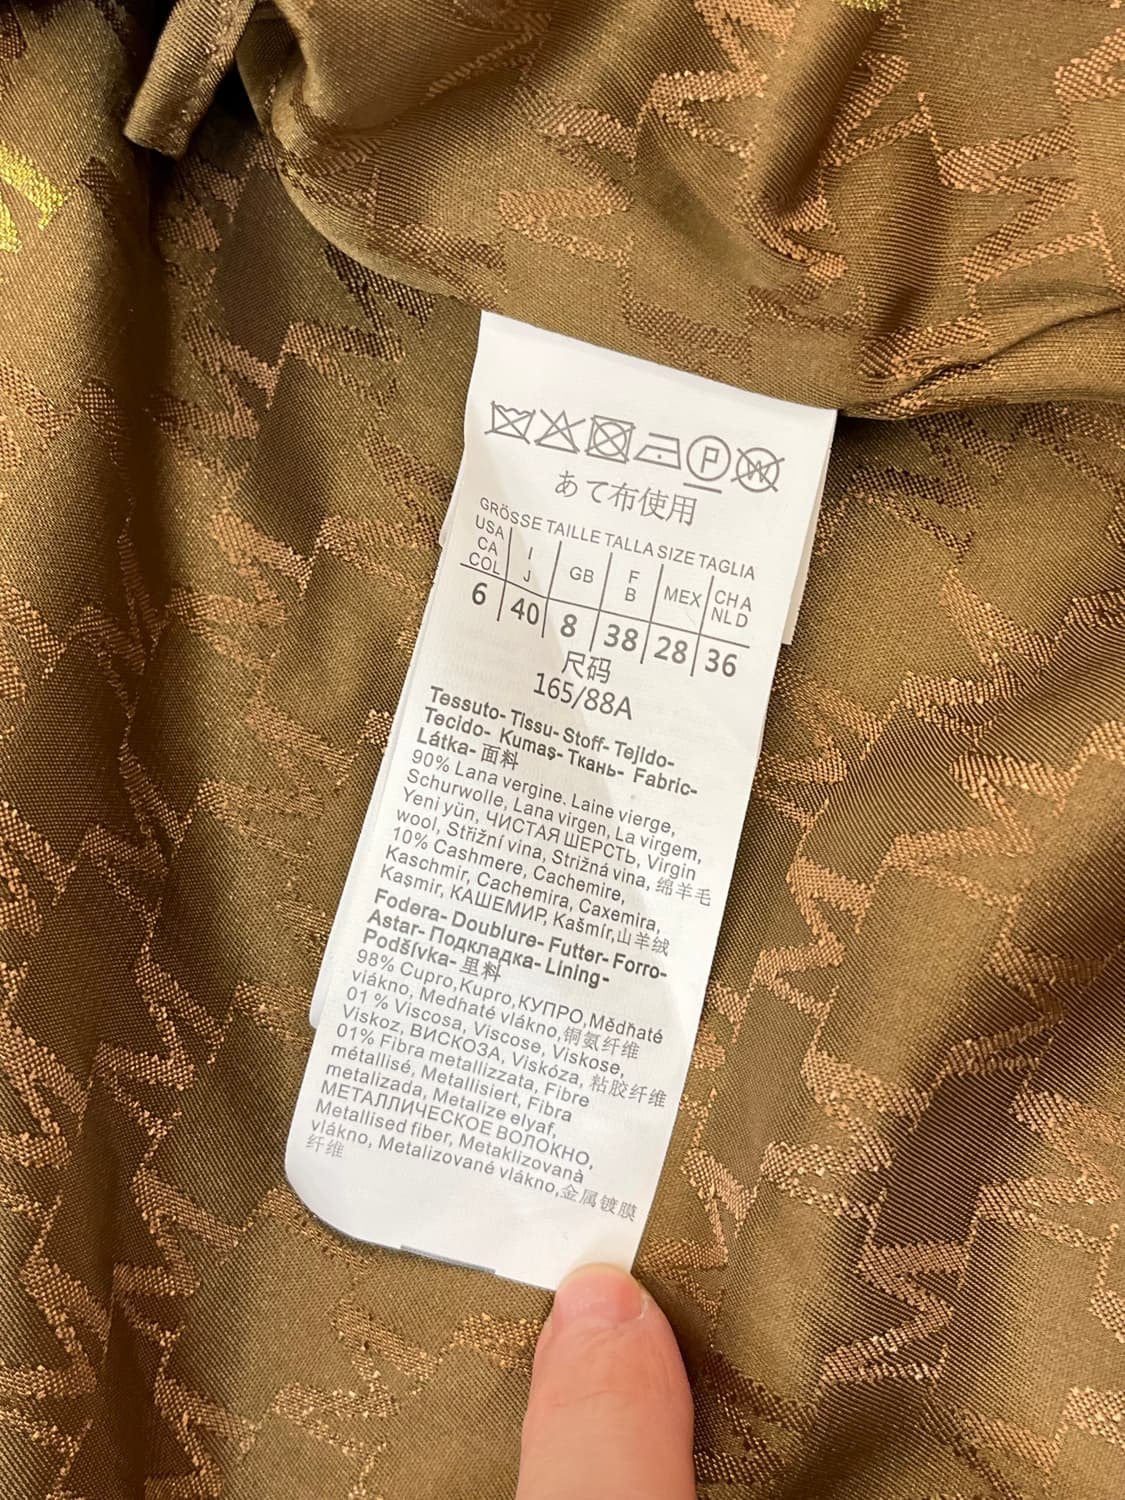 P W
あて布使用
GRÖSSE TAILLE TALLA SIZE TAGLIA
USA CA COL I J GB F B MEX CH A NL D
6 40 8 38 28 36
尺码
165/88A
Tessuto- Tissu- Stoff- Tejido-
Tecido- Kumaş- Ткань- Fabric-
Látka- 面料
90% Lana vergine. Laine vierge,
Schurwolle, Lana virgen, La virgem,
Yeni yün, ЧИСТАЯ ШЕРСТЬ, Virgin
wool, Střižní vina, Strižná vina, 绵羊毛
10% Cashmere, Cachemire,
Kaschmir, Cachemira, Caxemira,
Kaşmir, КАШЕМИР, Kašmír,山羊绒
Fodera- Doublure- Futter- Forro-
Astar- Подкладка- Lining-
Podšívka- 里料
98% Cupro,Kupro,КУПРО,Mědňaté
vlákno, Medňaté vlákno,铜氨纤维
01 % Viscosa, Viscose, Viskose,
Viskoz, ВИСКОЗА, Viskóza, 粘胶纤维
01% Fibra metallizzata, Fibre
métallisé, Metallisiert, Fibra
metalizada, Metalize elyaf,
МЕТАЛЛИЧЕСКОЕ ВОЛОКНО,
Metallised fiber, Metaklizovanà
vlákno, Metalizované vlákno,金属镀膜
纤维